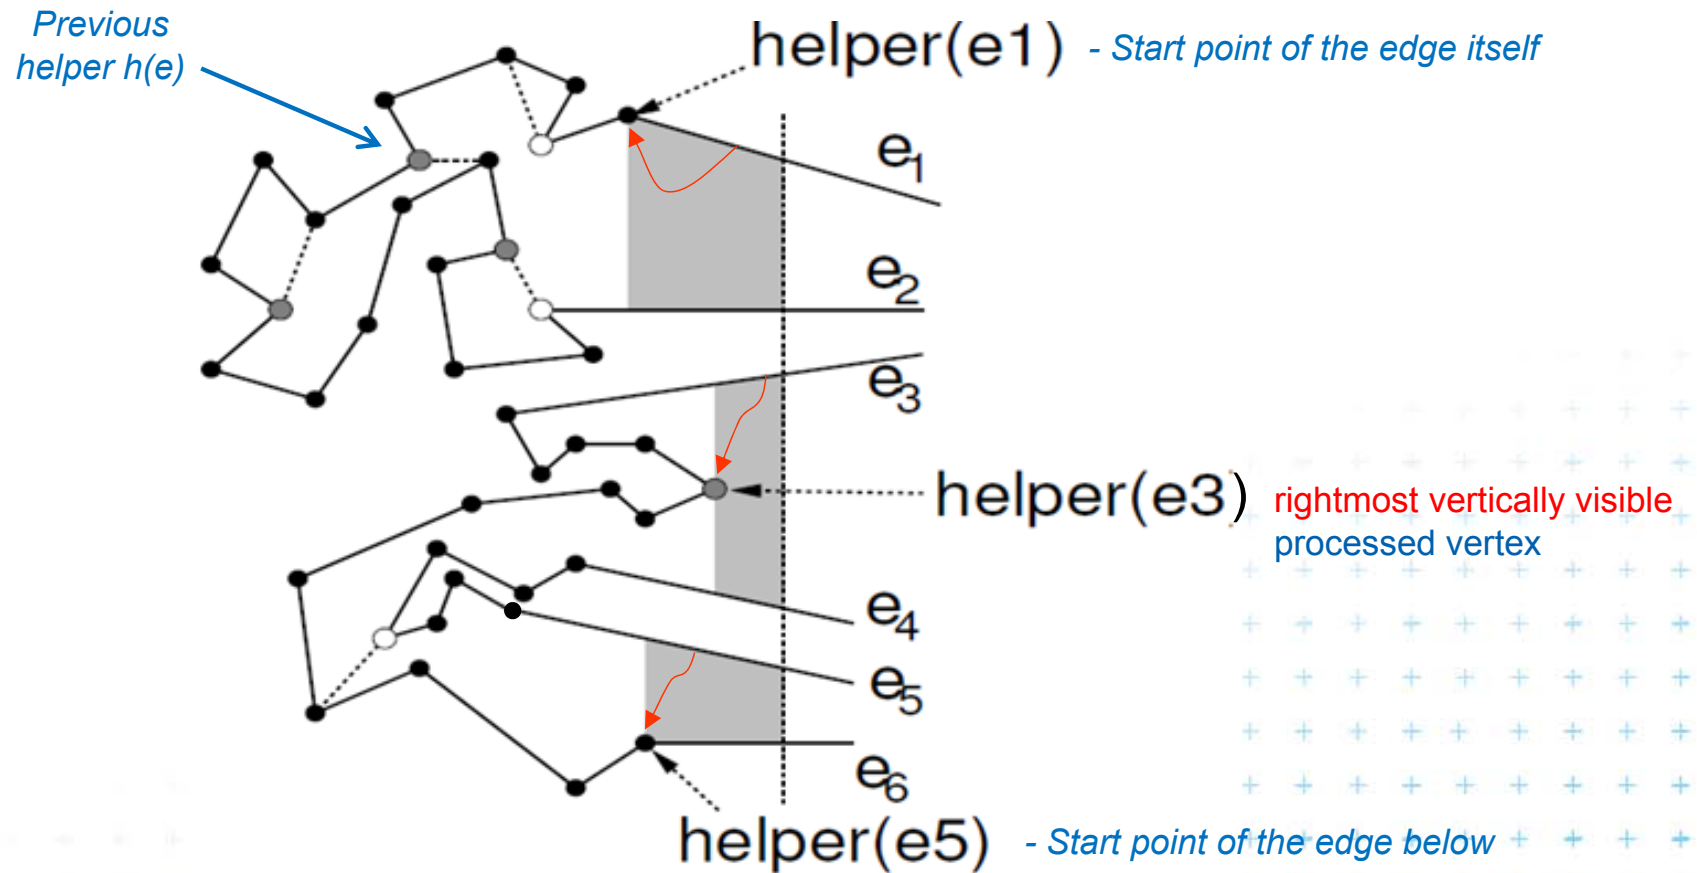 Previous
helper h(e)
helper(e1) - Start point of the edge itself
e1
e2
e3
helper(e3) rightmost vertically visible
processed vertex
e4
e5
e6
helper(e5) - Start point of the edge below